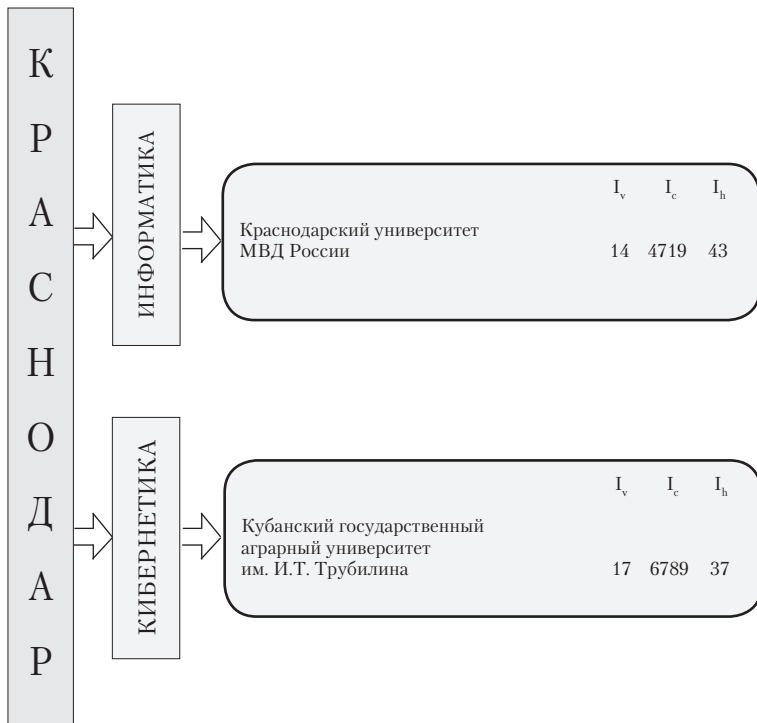 КРАСНОДАР
ИНФОРМАТИКА
I_v I_c I_h
Краснодарский университет
МВД России 14 4719 43
КИБЕРНЕТИКА
I_v I_c I_h
Кубанский государственный
аграрный университет
им. И.Т. Трубилина 17 6789 37